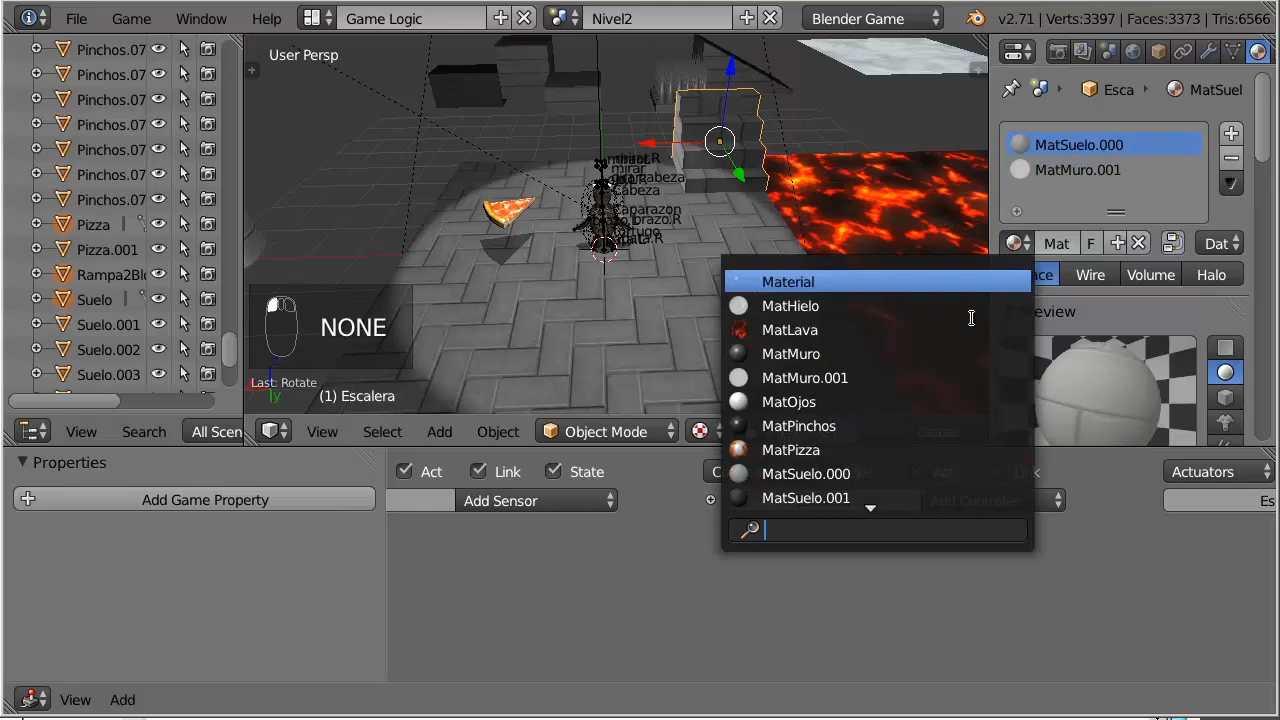 File Game Window Help Game Logic Nivel2 Blender Game v2.71 | Verts:3397 | Faces:3373 | Tris:6566
Pinchos.07
Pinchos.07
Pinchos.07
Pinchos.07
Pinchos.07
Pinchos.07
Pinchos.07
Pizza
Pizza.001
Rampa2Bl
Suelo
Suelo.001
Suelo.002
Suelo.003
View Search All Scen
User Persp
mirar
Cabeza
NONE
Last: Rotate
(1) Escalera
View Select Add Object Object Mode Global
Esca MatSuel
MatSuelo.000
MatMuro.001
Mat F Dat
Wire Volume Halo
Material
MatHielo
MatLava
MatMuro
MatMuro.001
MatOjos
MatPinchos
MatPizza
MatSuelo.000
MatSuelo.001
Properties
Add Game Property
Act Link State
Add Sensor
Add Controller
Actuators
Es
View Add